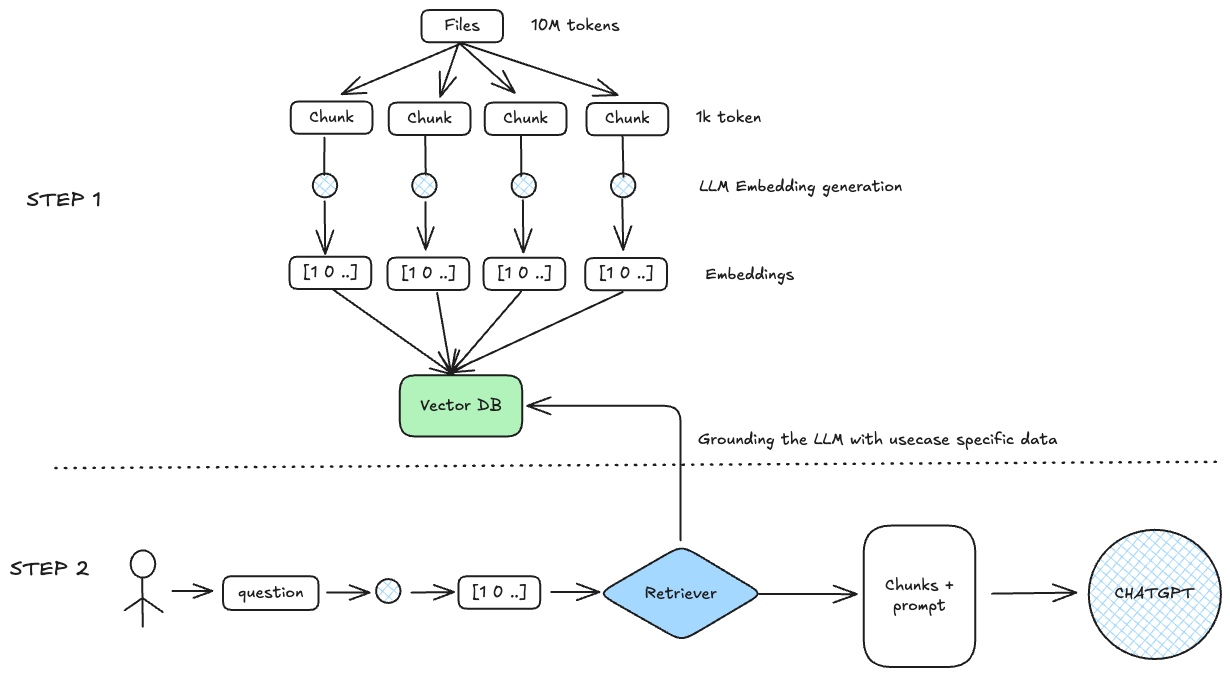 Files
10M tokens
Chunk
Chunk
Chunk
Chunk
1k token
STEP 1
LLM Embedding generation
[1 0 ..]
[1 0 ..]
[1 0 ..]
[1 0 ..]
Embeddings
Vector DB
Grounding the LLM with usecase specific data
STEP 2
question
[1 0 ..]
Retriever
Chunks +
prompt
CHATGPT